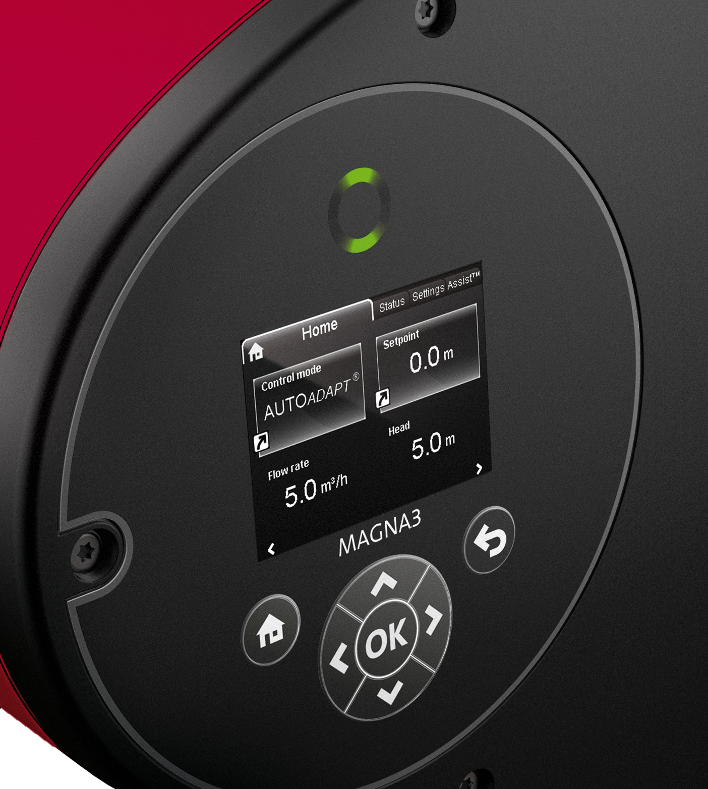 Home
Status
Settings
Assist™
Control mode
AUTOADAPT®
Setpoint
0.0 m
Flow rate
5.0 m³/h
Head
5.0 m
MAGNA3
OK